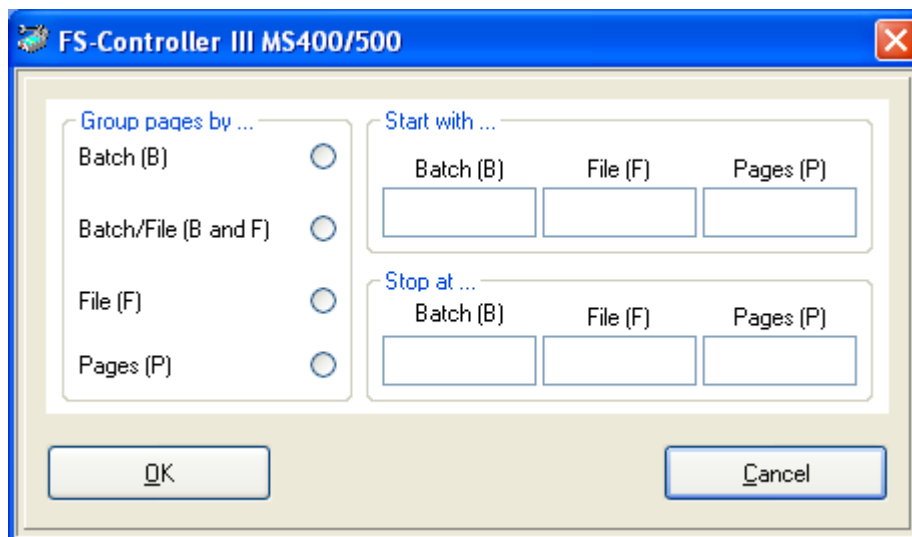 FS-Controller III MS400/500
Group pages by ...
Batch (B)
Batch/File (B and F)
File (F)
Pages (P)
Start with ...
Batch (B) File (F) Pages (P)
Stop at ...
Batch (B) File (F) Pages (P)
OK
Cancel